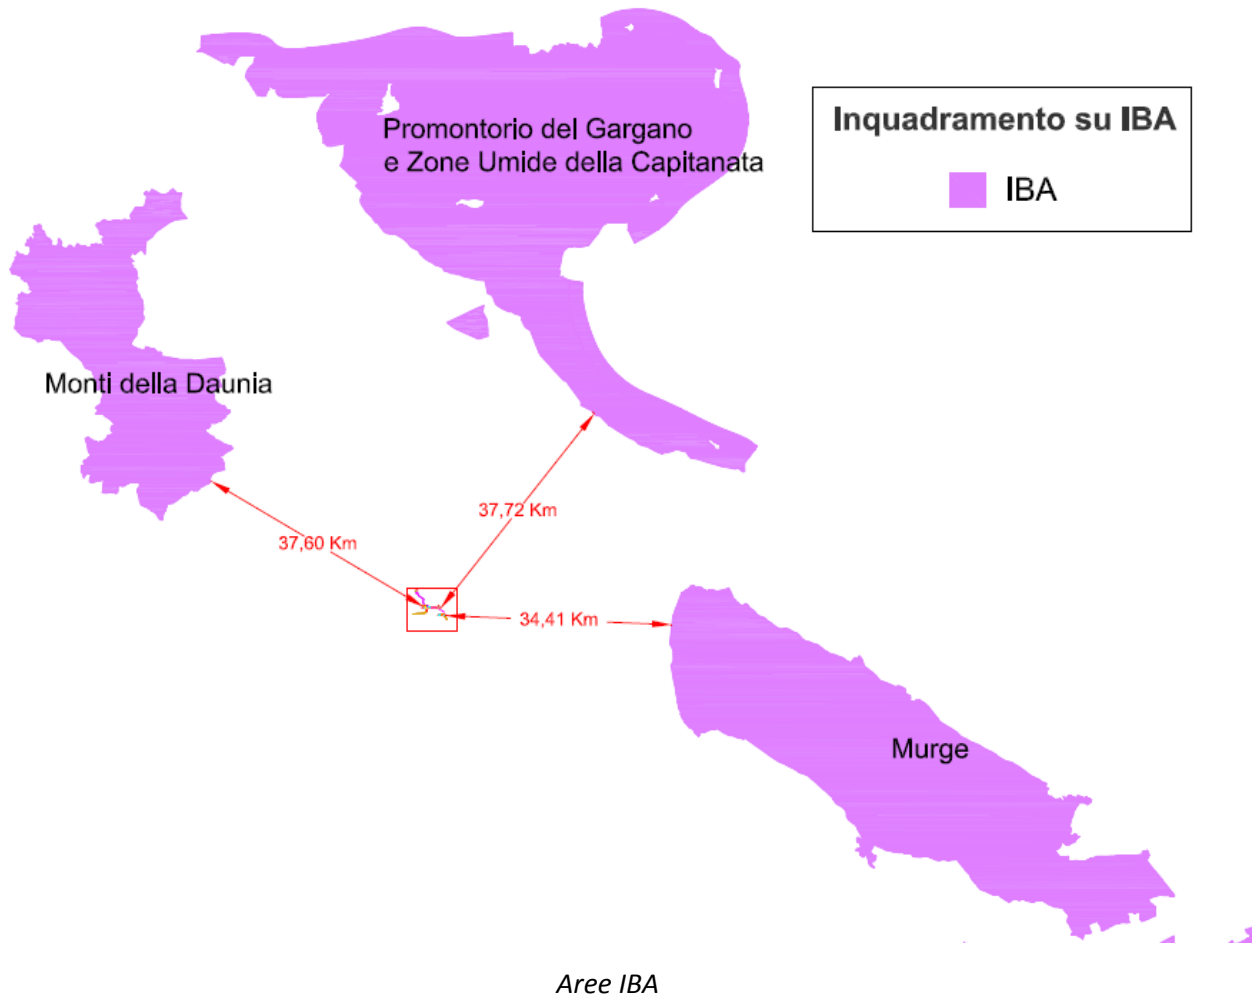 Promontorio del Gargano
e Zone Umide della Capitanata
Inquadramento su IBA
IBA
Monti della Daunia
37,72 Km
37,60 Km
34,41 Km
Murge
Aree IBA